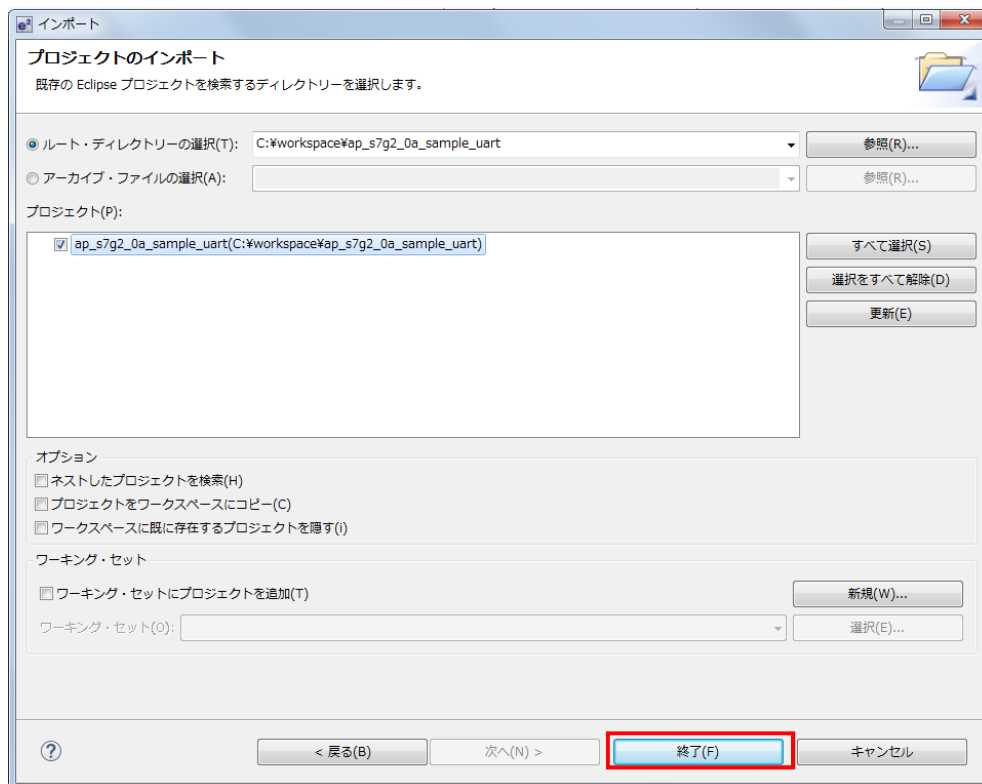 e² インポート
プロジェクトのインポート
既存の Eclipse プロジェクトを検索するディレクトリーを選択します。
ルート・ディレクトリーの選択(T): C:¥workspace¥ap_s7g2_0a_sample_uart 参照(R)...
アーカイブ・ファイルの選択(A): 参照(R)...
プロジェクト(P):
ap_s7g2_0a_sample_uart(C:¥workspace¥ap_s7g2_0a_sample_uart)
すべて選択(S)
選択をすべて解除(D)
更新(E)
オプション
ネストしたプロジェクトを検索(H)
プロジェクトをワークスペースにコピー(C)
ワークスペースに既に存在するプロジェクトを隠す(i)
ワーキング・セット
ワーキング・セットにプロジェクトを追加(T) 新規(W)...
ワーキング・セット(O): 選択(E)...
? < 戻る(B) 次へ(N) > 終了(F) キャンセル